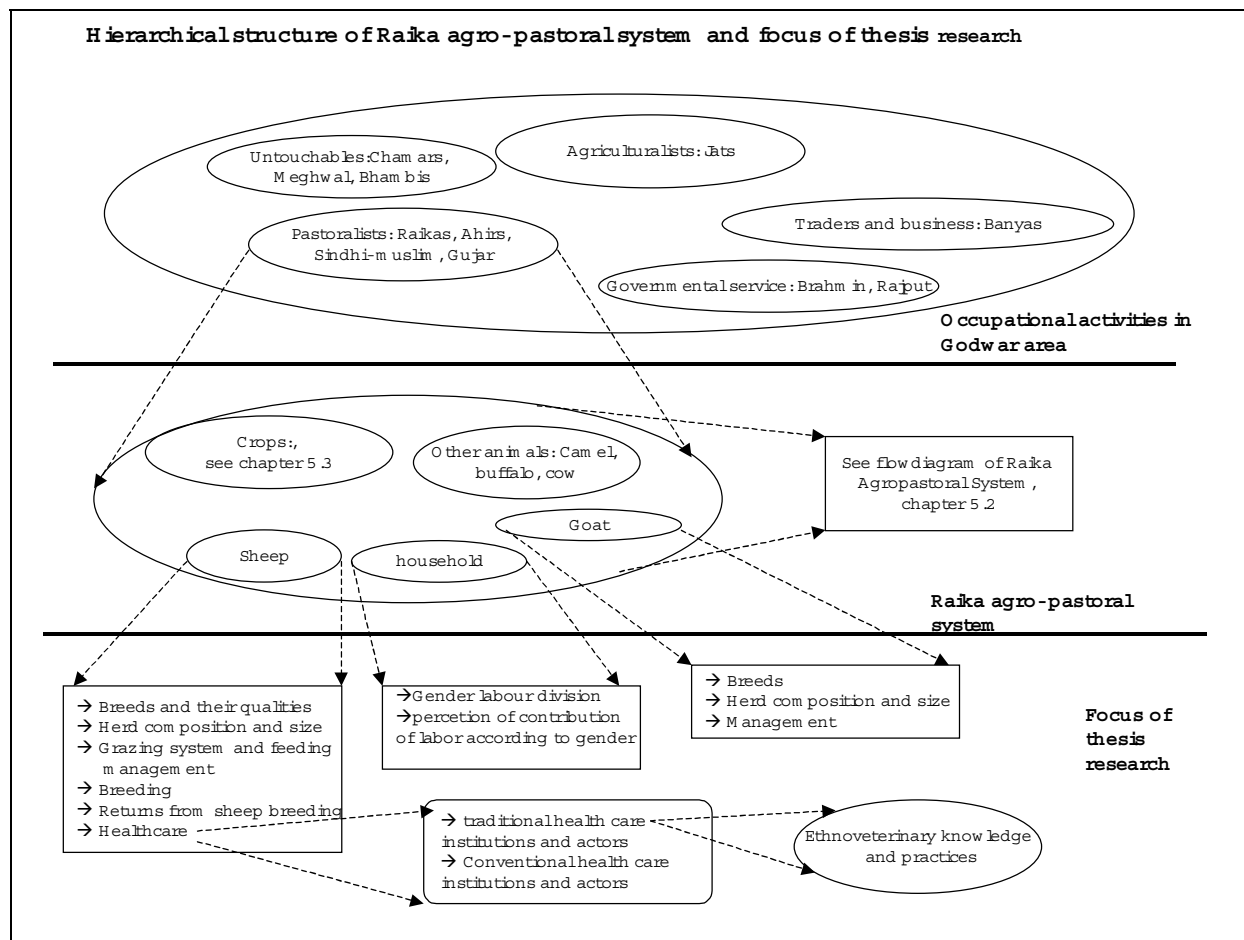 Hierarchical structure of Raika agro-pastoral system and focus of thesis research
Untouchables: Chamars,
Meghwal, Bhambis
Agriculturalists: Jats
Pastoralists: Raikas, Ahirs,
Sindhi-muslim, Gujar
Traders and business: Banyas
Governmental service: Brahmin, Rajput
Occupational activities in
Godwar area
Crops:,
see chapter 5.3
Other animals: Camel,
buffalo, cow
See flow diagram of Raika
Agropastoral System,
chapter 5.2
Goat
Sheep
household
Raika agro-pastoral
system
→ Breeds and their qualities
→ Herd composition and size
→ Grazing system and feeding
management
→ Breeding
→ Returns from sheep breeding
→ Healthcare
→Gender labour division
→percetion of contribution
of labor according to gender
→ Breeds
→ Herd composition and size
→ Management
Focus of
thesis
research
→ traditional health care
institutions and actors
→ Conventional health care
institutions and actors
Ethnoveterinary knowledge
and practices